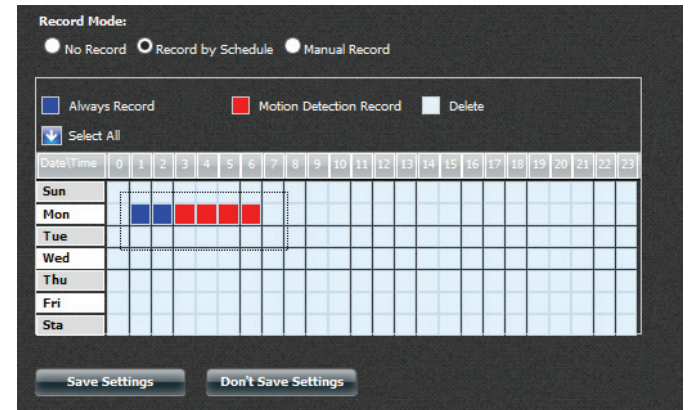 Record Mode:
No Record Record by Schedule Manual Record
Always Record Motion Detection Record Delete
Select All
Date\Time 0 1 2 3 4 5 6 7 8 9 10 11 12 13 14 15 16 17 18 19 20 21 22 23
Sun
Mon
Tue
Wed
Thu
Fri
Sta
Save Settings Don't Save Settings